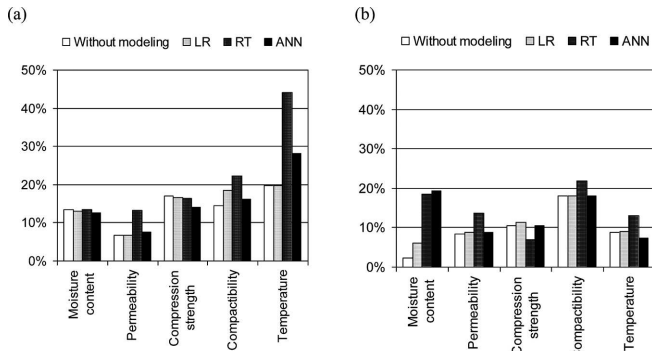 (a)
Without modeling LR RT ANN
50%
40%
30%
20%
10%
0%
Moisture
content
Permeability
Compression
strength
Compactibility
Temperature
(b)
Without modeling LR RT ANN
50%
40%
30%
20%
10%
0%
Moisture
content
Permeability
Compression
strength
Compactibility
Temperature